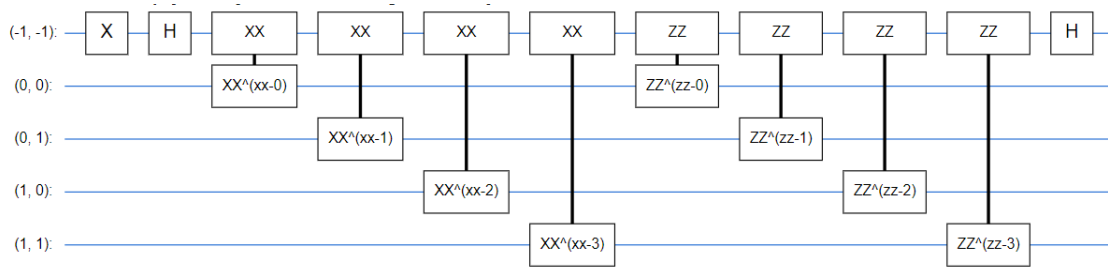 (-1, -1): X H XX XX XX XX ZZ ZZ ZZ ZZ H
(0, 0): XX^(xx-0) ZZ^(zz-0)
(0, 1): XX^(xx-1) ZZ^(zz-1)
(1, 0): XX^(xx-2) ZZ^(zz-2)
(1, 1): XX^(xx-3) ZZ^(zz-3)